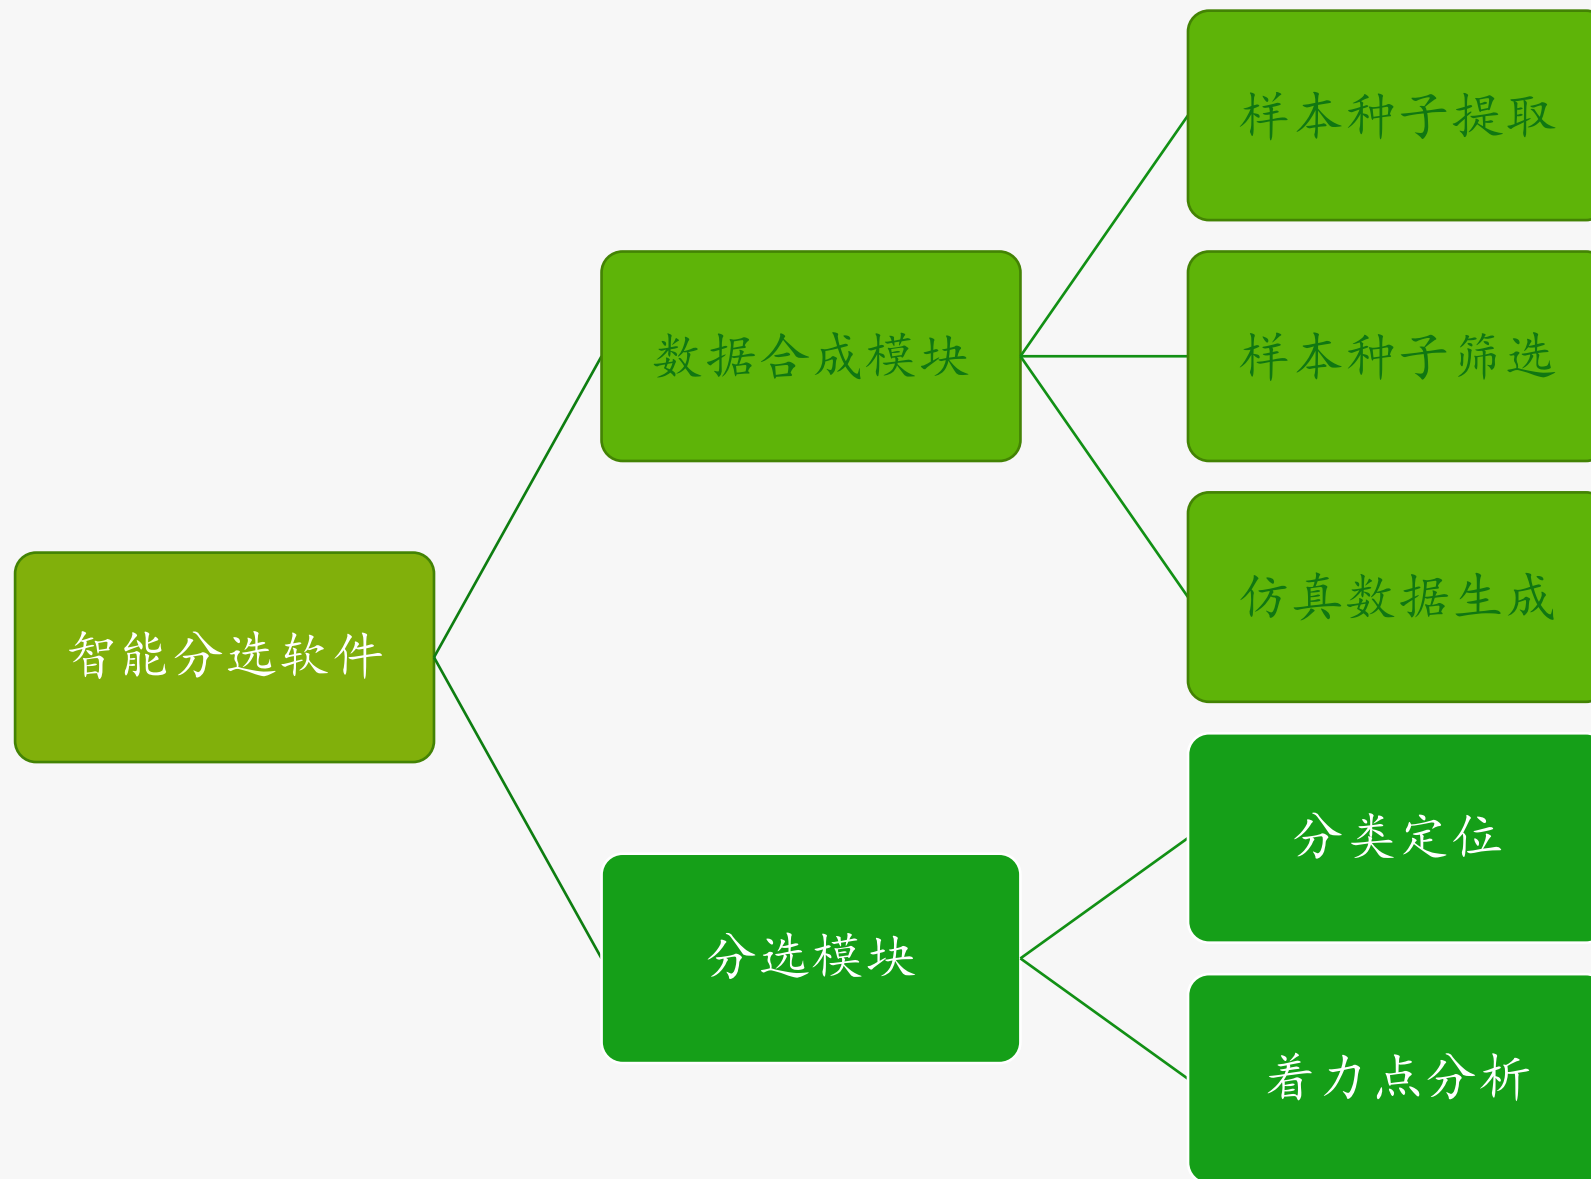 样本种子提取
数据合成模块
样本种子筛选
仿真数据生成
智能分选软件
分类定位
分选模块
着力点分析